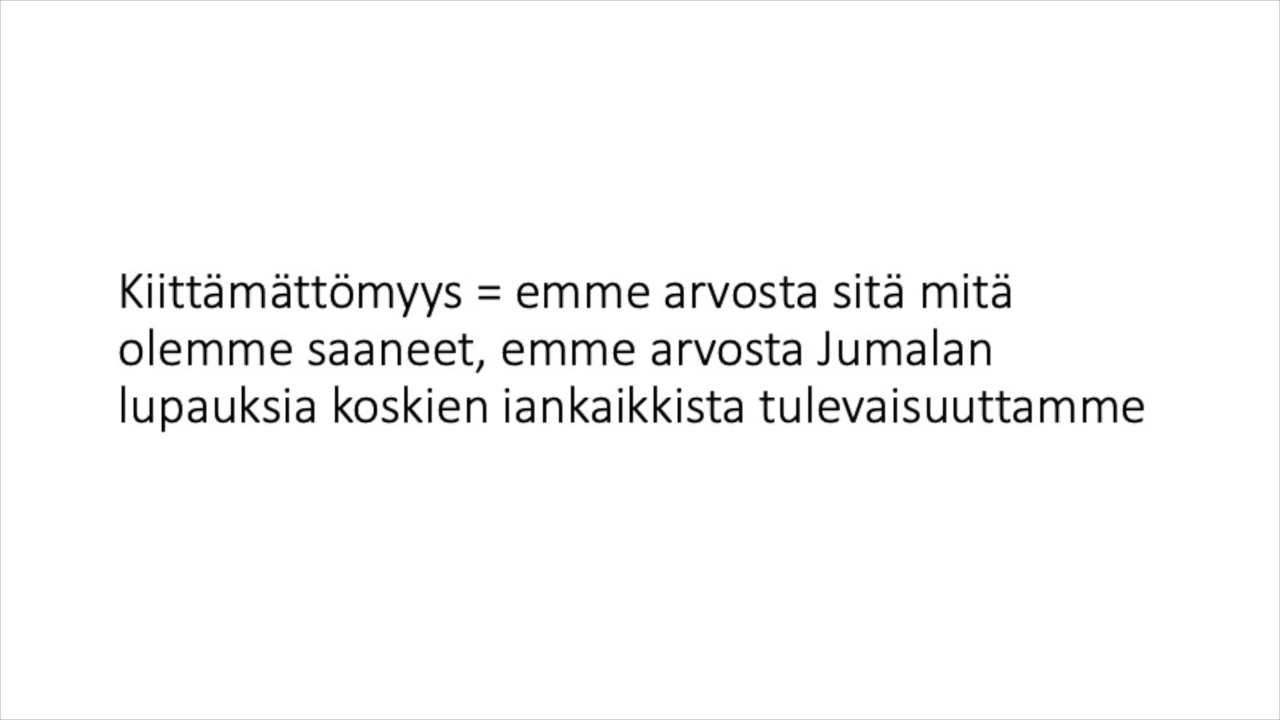 Kiittämättömyys = emme arvosta sitä mitä
olemme saaneet, emme arvosta Jumalan
lupauksia koskien iankaikkista tulevaisuuttamme